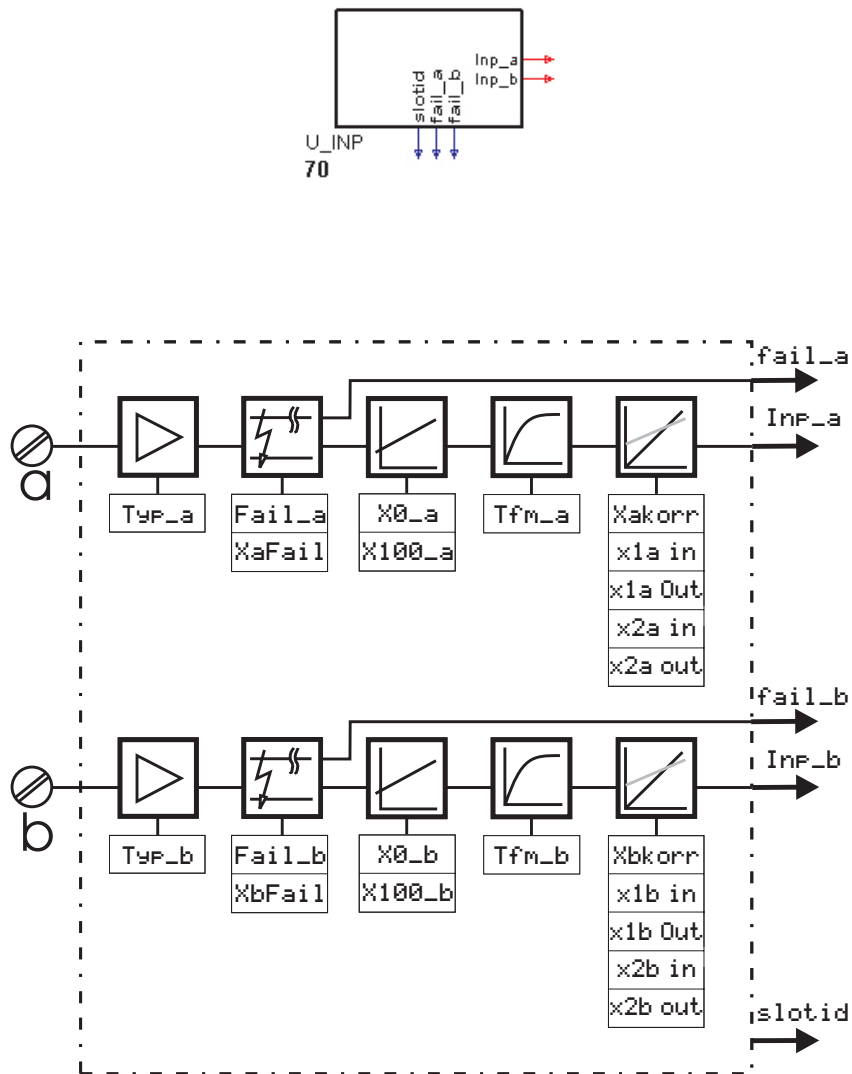 Inp_a
Inp_b
slotid
fail_a
fail_b
U_INP
70
fail_a
Inp_a
a
Typ_a
Fail_a
XaFail
X0_a
X100_a
Tfm_a
Xakorr
x1a in
x1a Out
x2a in
x2a out
fail_b
Inp_b
b
Typ_b
Fail_b
XbFail
X0_b
X100_b
Tfm_b
Xbkorr
x1b in
x1b Out
x2b in
x2b out
slotid